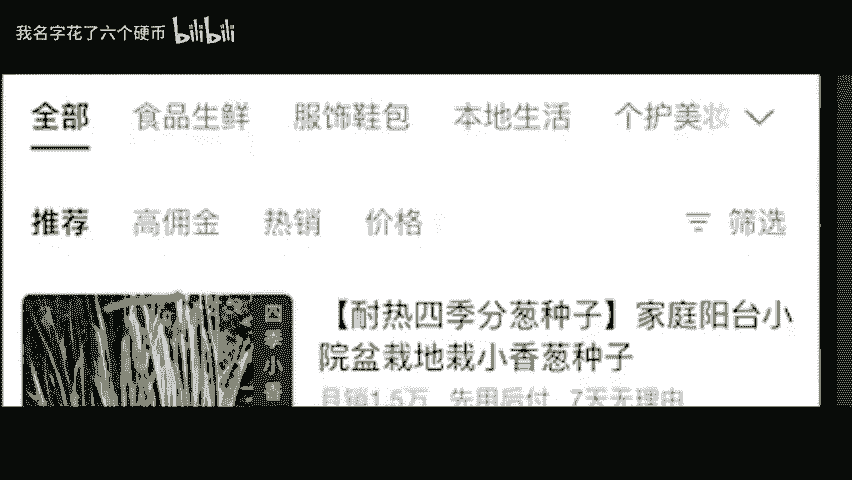 我名字花了六个硬币 bilibili
全部 食品生鲜 服饰鞋包 本地生活 个护美妆
推荐 高佣金 热销 价格 筛选
【耐热四季分葱种子】家庭阳台小
院盆栽地栽小香葱种子
月销1.5万 先用后付 7天无理由
四季小香